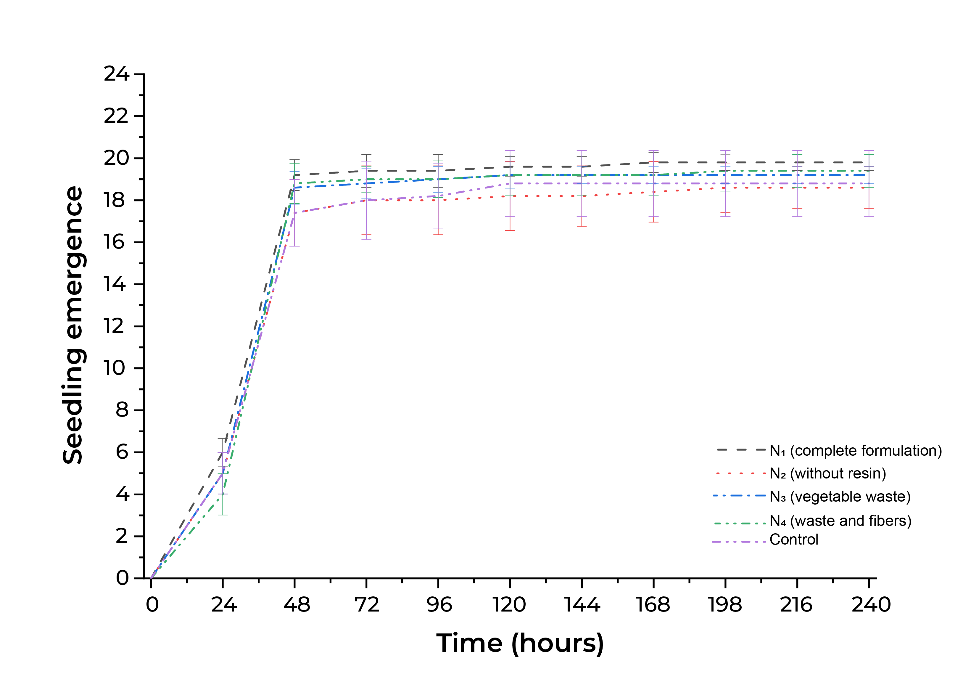 24
22
20
18
16
14
12
10
8
6
4
2
0
Seedling emergence
N₁ (complete formulation)
N₂ (without resin)
N₃ (vegetable waste)
N₄ (waste and fibers)
Control
0 24 48 72 96 120 144 168 198 216 240
Time (hours)